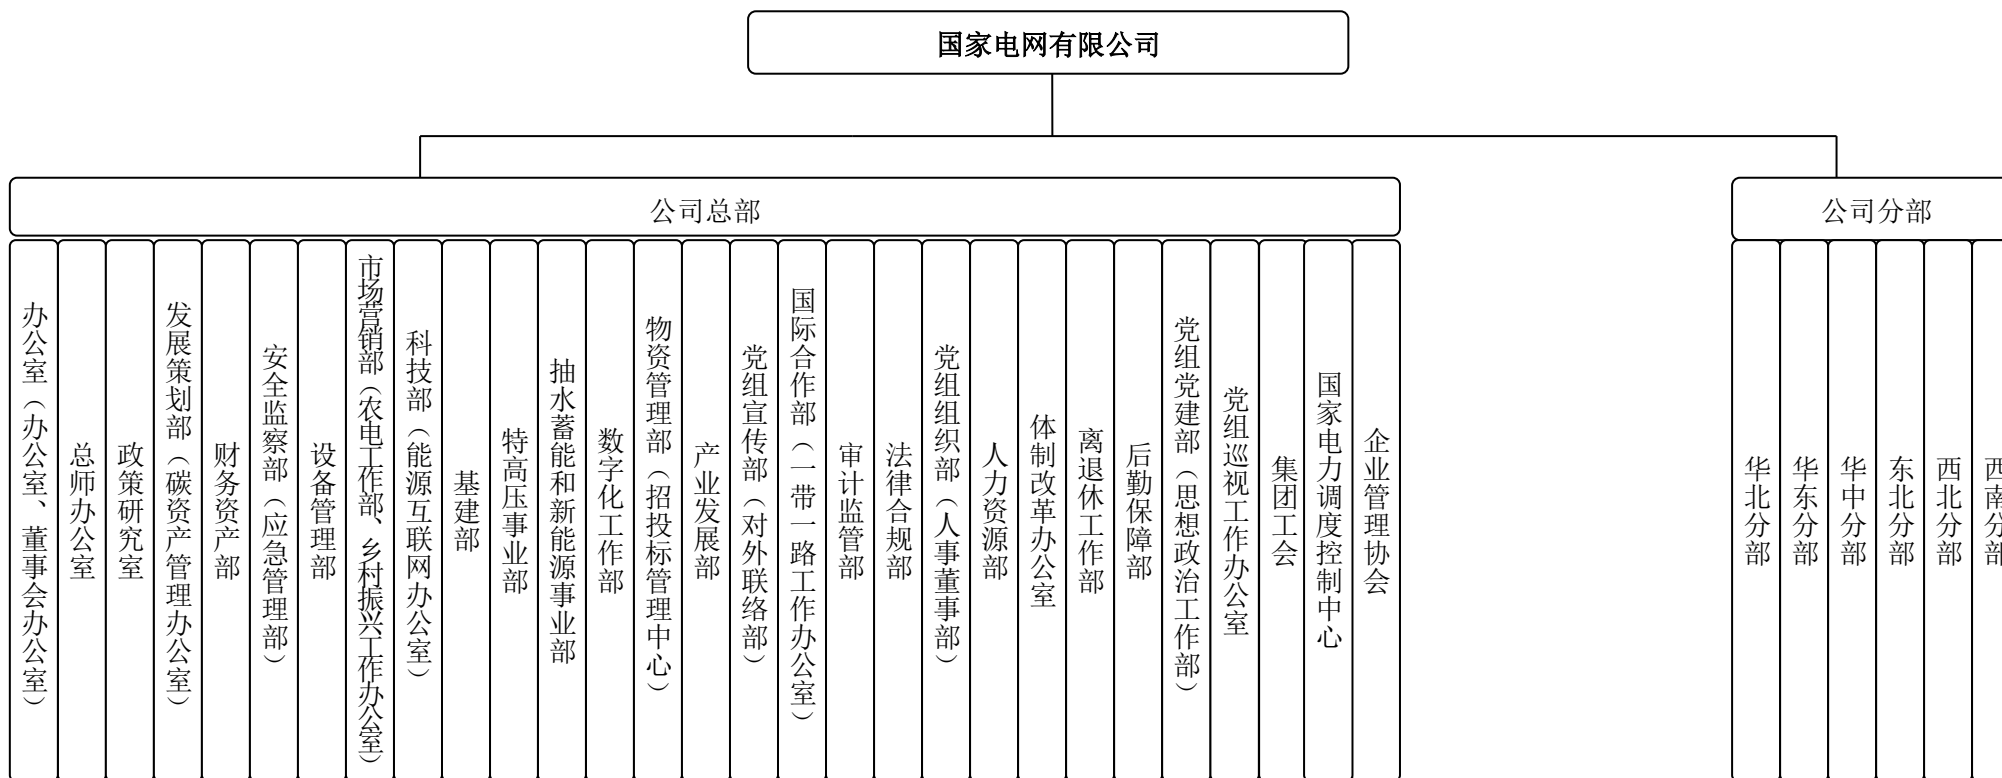 国家电网有限公司
公司总部
公司分部
办公室（办公室、董事会办公室）
总师办公室
政策研究室
发展策划部（碳资产管理办公室）
财务资产部
安全监察部（应急管理部）
设备管理部
市场营销部（农电工作部、乡村振兴工作办公室）
科技部（能源互联网办公室）
基建部
特高压事业部
抽水蓄能和新能源事业部
数字化工作部
物资管理部（招投标管理中心）
产业发展部
党组宣传部（对外联络部）
国际合作部（一带一路工作办公室）
审计监管部
法律合规部
党组组织部（人事董事部）
人力资源部
体制改革办公室
离退休工作部
后勤保障部
党组党建部（思想政治工作部）
党组巡视工作办公室
集团工会
国家电力调度控制中心
企业管理协会
华北分部
华东分部
华中分部
东北分部
西北分部
西南分部